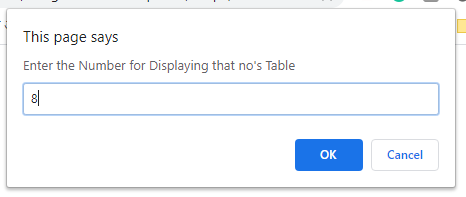 This page says
Enter the Number for Displaying that no's Table
8
OK
Cancel